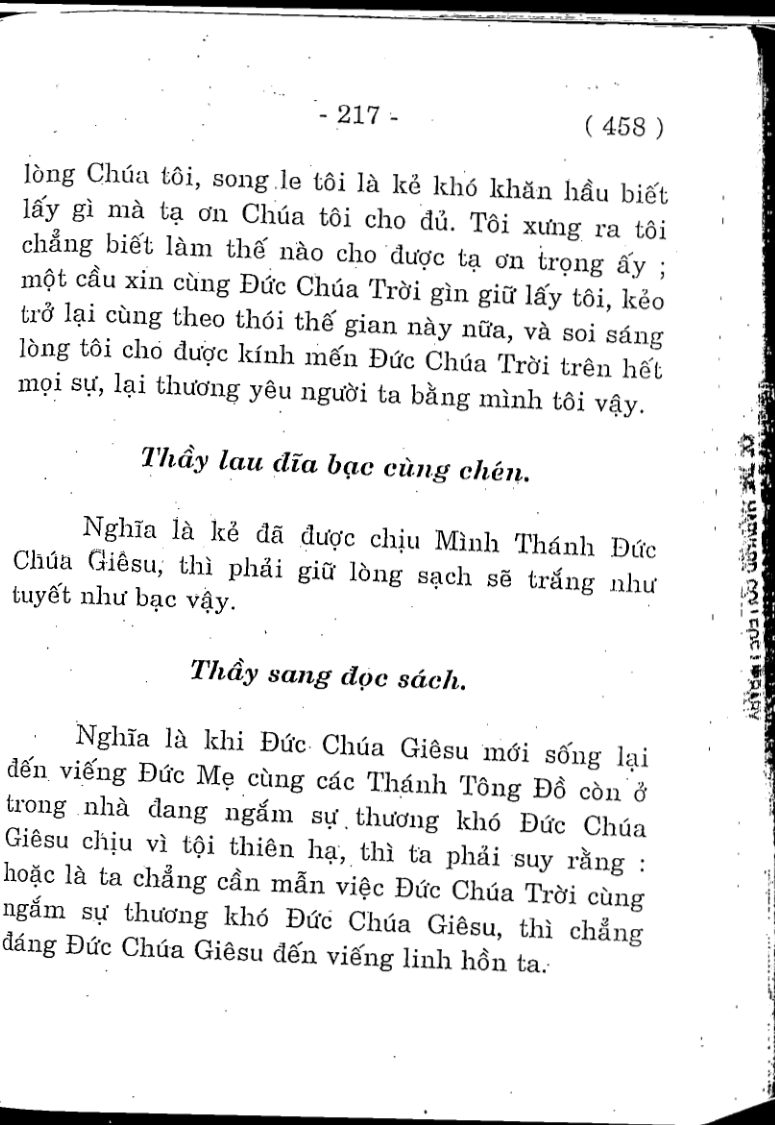 - 217 -
( 458 )
lòng Chúa tôi, song le tôi là kẻ khó khăn hầu biết
lấy gì mà tạ ơn Chúa tôi cho đủ. Tôi xưng ra tôi
chẳng biết làm thế nào cho được tạ ơn trọng ấy ;
một cầu xin cùng Đức Chúa Trời gìn giữ lấy tôi, kẻo
trở lại cùng theo thói thế gian này nữa, và soi sáng
lòng tôi cho được kính mến Đức Chúa Trời trên hết
mọi sự, lại thương yêu người ta bằng mình tôi vậy.
Thầy lau đĩa bạc cùng chén.
Nghĩa là kẻ đã được chịu Mình Thánh Đức
Chúa Giêsu, thì phải giữ lòng sạch sẽ trắng như
tuyết như bạc vậy.
Thầy sang đọc sách.
Nghĩa là khi Đức Chúa Giêsu mới sống lại
đến viếng Đức Mẹ cùng các Thánh Tông Đồ còn ở
trong nhà đang ngắm sự thương khó Đức Chúa
Giêsu chịu vì tội thiên hạ, thì ta phải suy rằng :
hoặc là ta chẳng cần mẫn việc Đức Chúa Trời cùng
ngắm sự thương khó Đức Chúa Giêsu, thì chẳng
đáng Đức Chúa Giêsu đến viếng linh hồn ta.